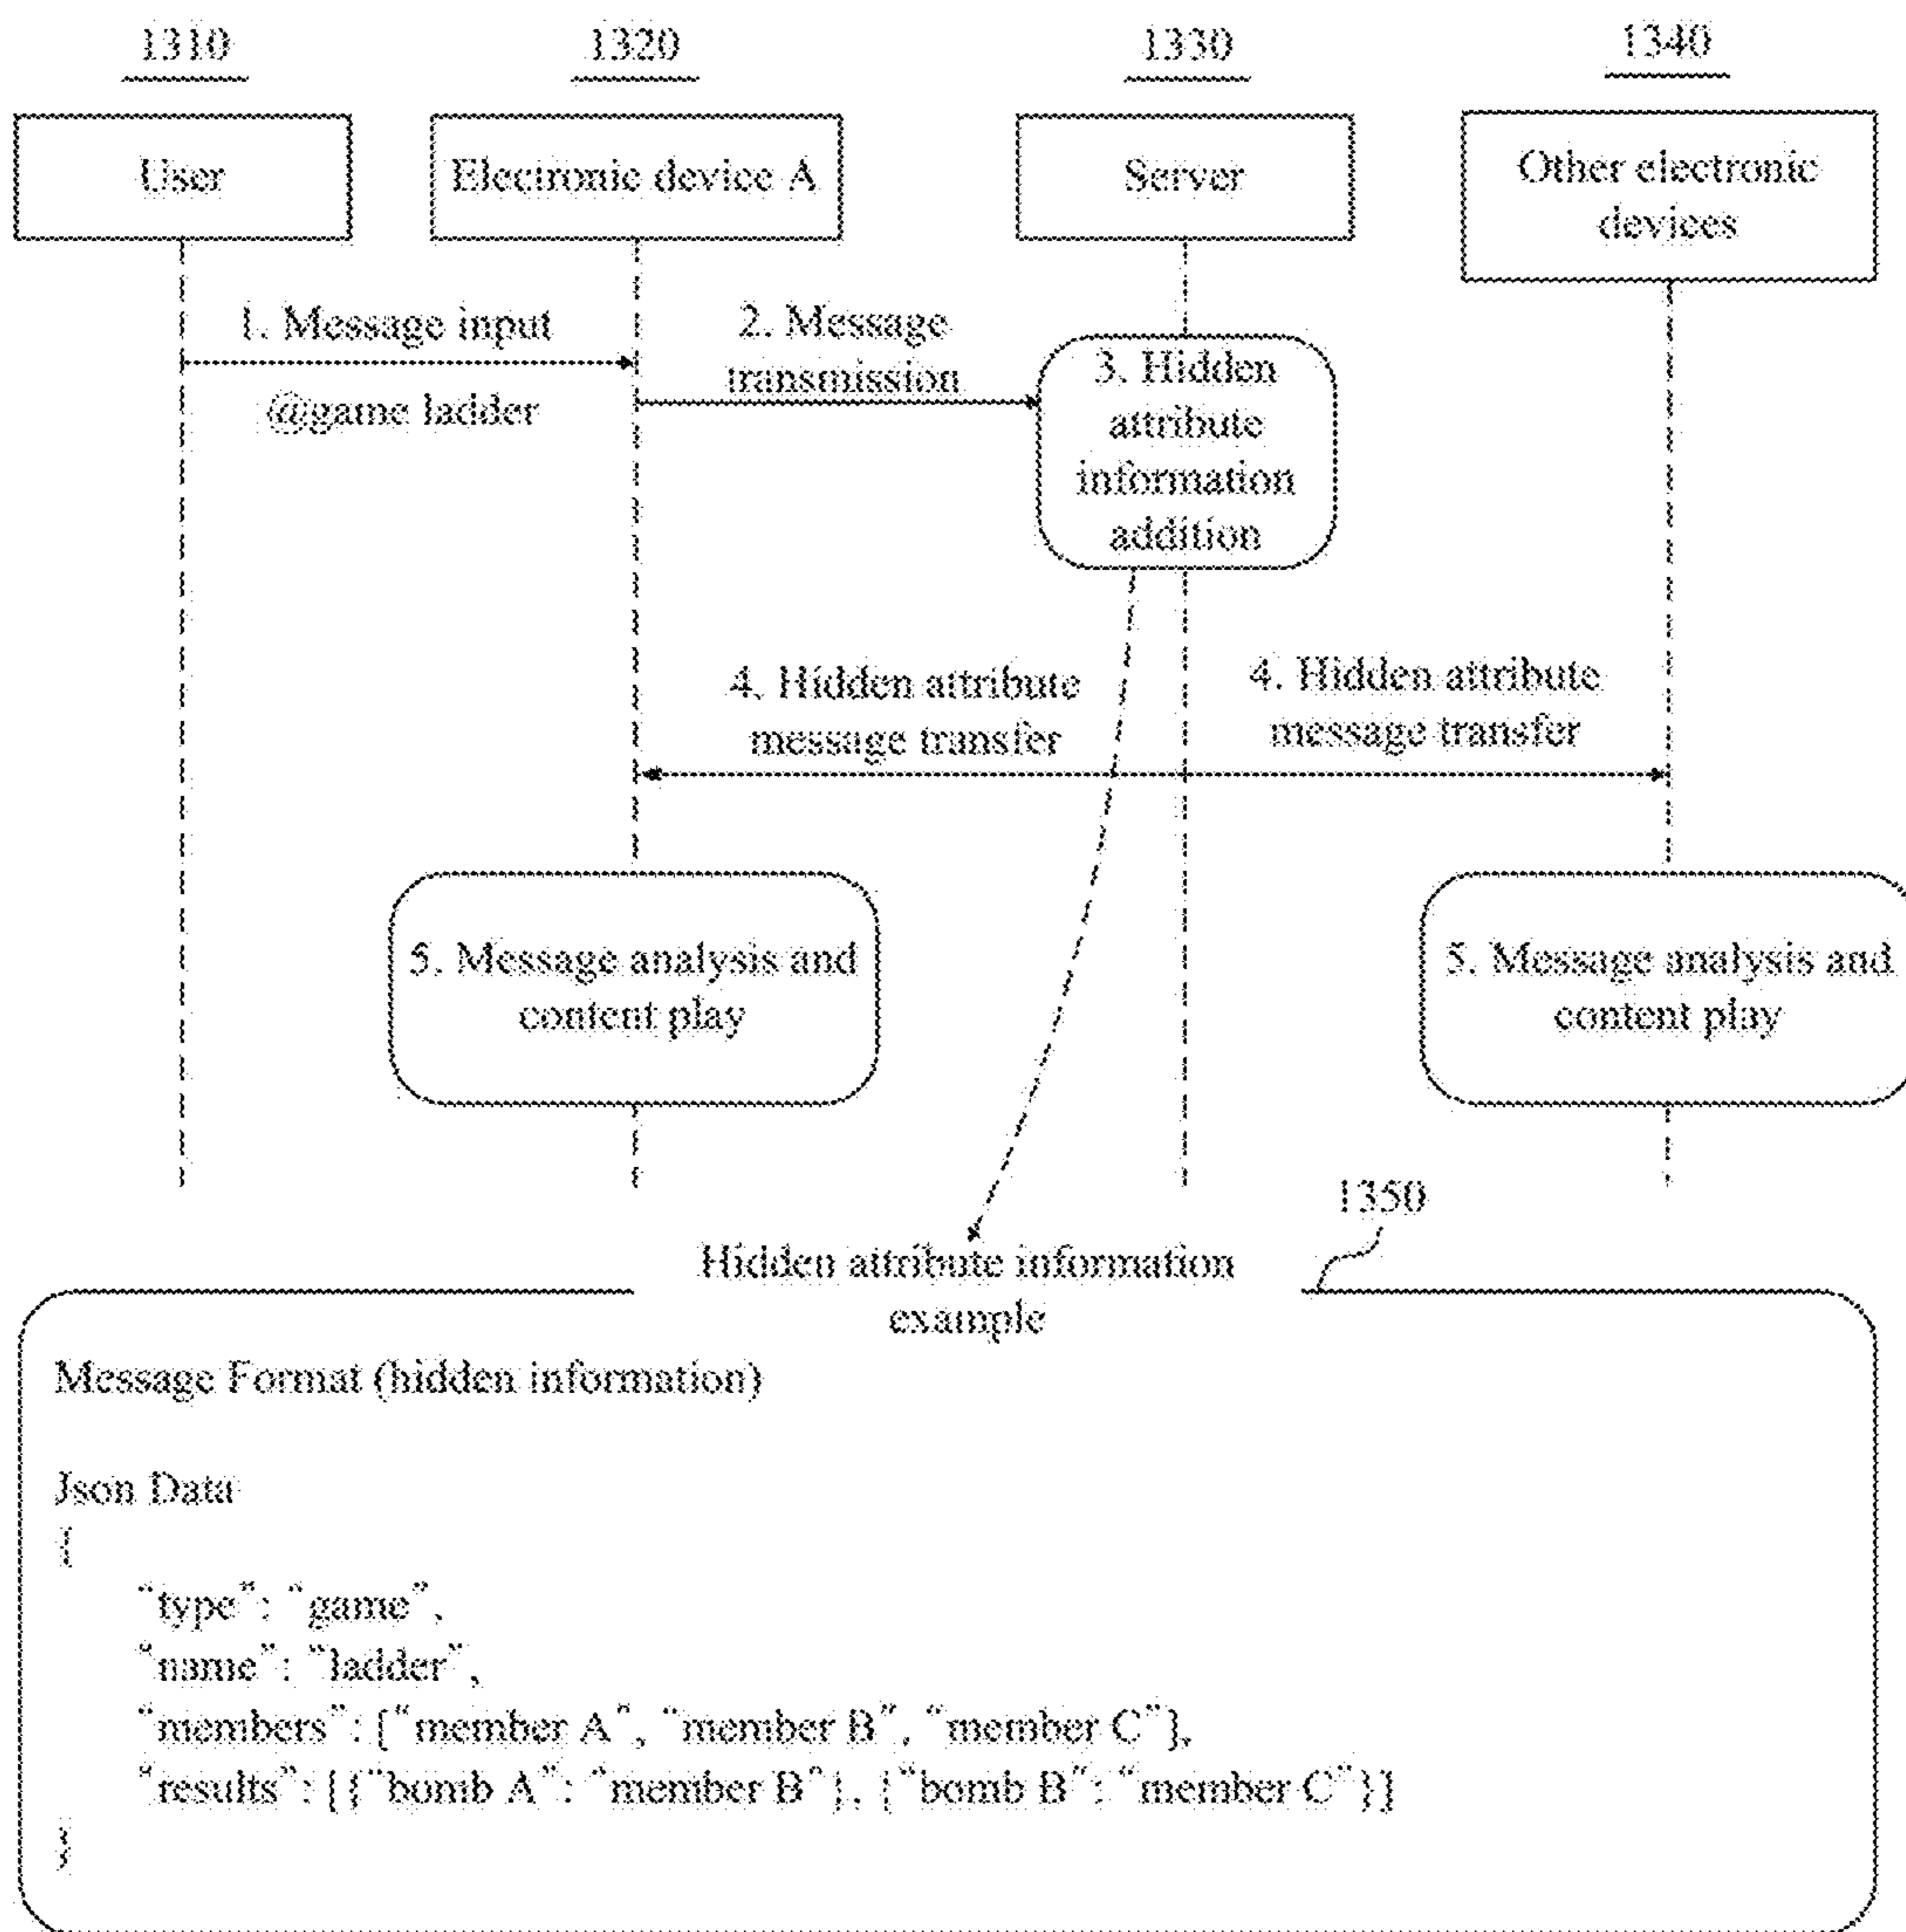 1310
1320
1330
1340
User
Electronic device A
Server
Other electronic
devices
1. Message input
@game ladder
2. Message
transmission
3. Hidden
attribute
information
addition
4. Hidden attribute
message transfer
4. Hidden attribute
message transfer
5. Message analysis and
content play
5. Message analysis and
content play
1350
Hidden attribute information
example
Message Format (hidden information)
Json Data
{
“type”: “game”,
“name”: “ladder”,
“members”: [“member A”, “member B”, “member C”],
“results”: [{“bomb A”: “member B”}, {“bomb B”: “member C”}]
}